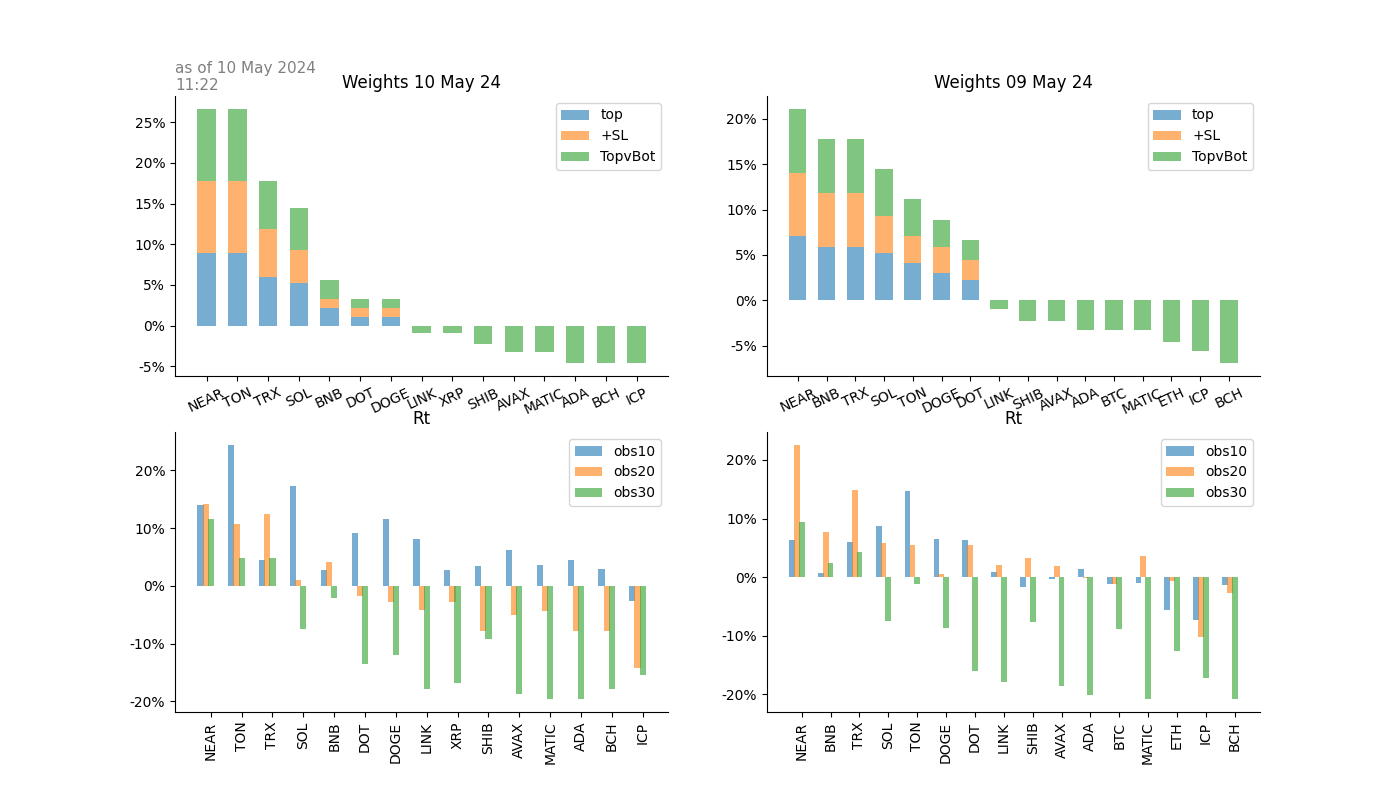 as of 10 May 2024
11:22
Weights 10 May 24
25%
20%
15%
10%
5%
0%
-5%
top
+SL
TopvBot
NEAR TON TRX SOL BNB DOT DOGE LINK XRP SHIB AVAX MATIC ADA BCH ICP
Weights 09 May 24
20%
15%
10%
5%
0%
-5%
top
+SL
TopvBot
NEAR BNB TRX SOL TON DOGE DOT LINK SHIB AVAX ADA BTC MATIC ETH ICP BCH
Rt
20%
10%
0%
-10%
-20%
obs10
obs20
obs30
NEAR TON TRX SOL BNB DOT DOGE LINK XRP SHIB AVAX MATIC ADA BCH ICP
Rt
20%
10%
0%
-10%
-20%
obs10
obs20
obs30
NEAR BNB TRX SOL TON DOGE DOT LINK SHIB AVAX ADA BTC MATIC ETH ICP BCH